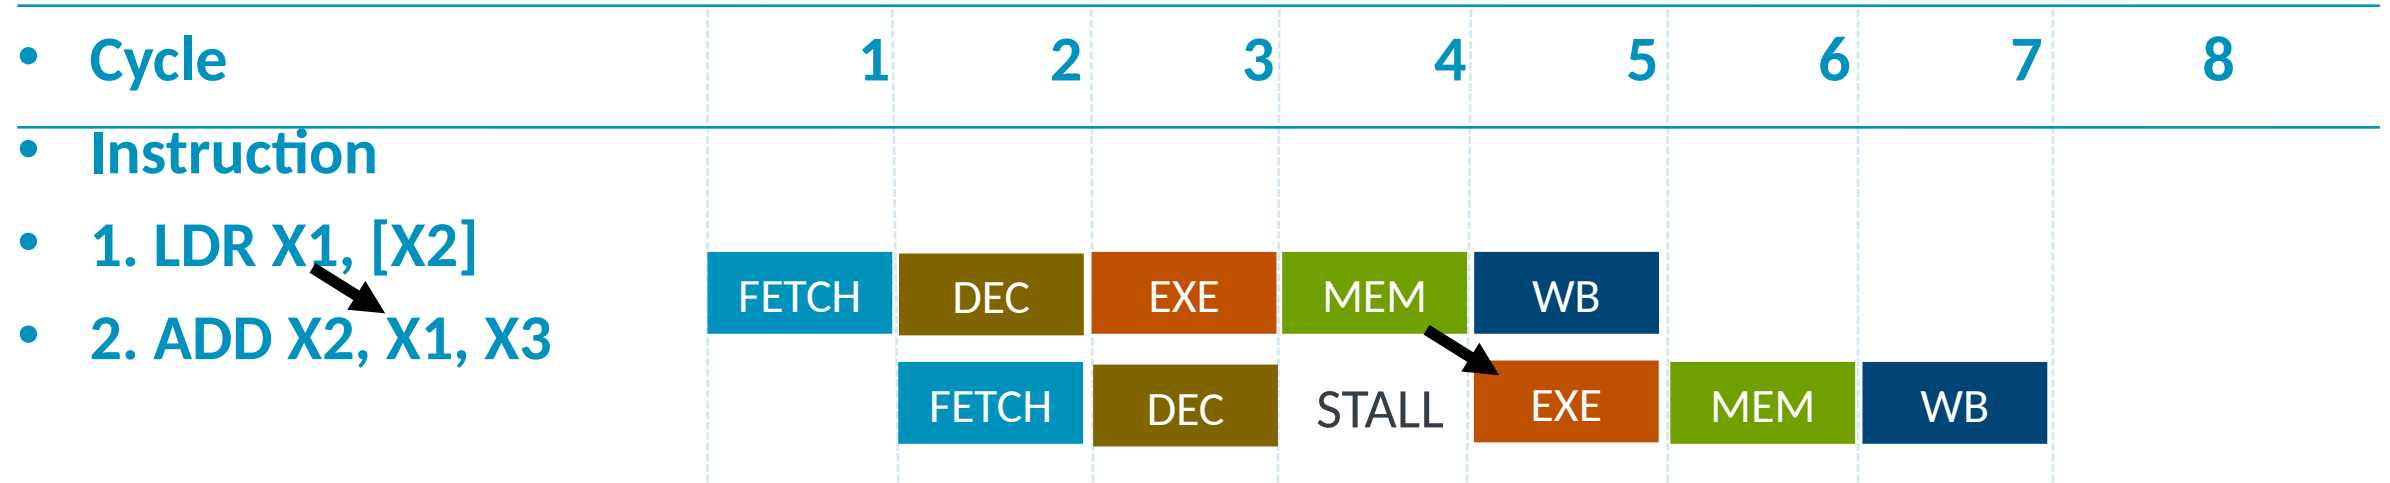 • Cycle 1 2 3 4 5 6 7 8
• Instruction
• 1. LDR X1, [X2]
FETCH DEC EXE MEM WB
• 2. ADD X2, X1, X3
FETCH DEC STALL EXE MEM WB